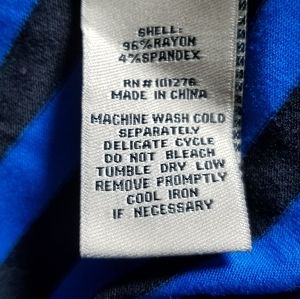 SHELL:
96% RAYON
4% SPANDEX
RN# 101276
MADE IN CHINA
MACHINE WASH COLD
SEPARATELY
DELICATE CYCLE
DO NOT BLEACH
TUMBLE DRY LOW
REMOVE PROMPTLY
COOL IRON
IF NECESSARY